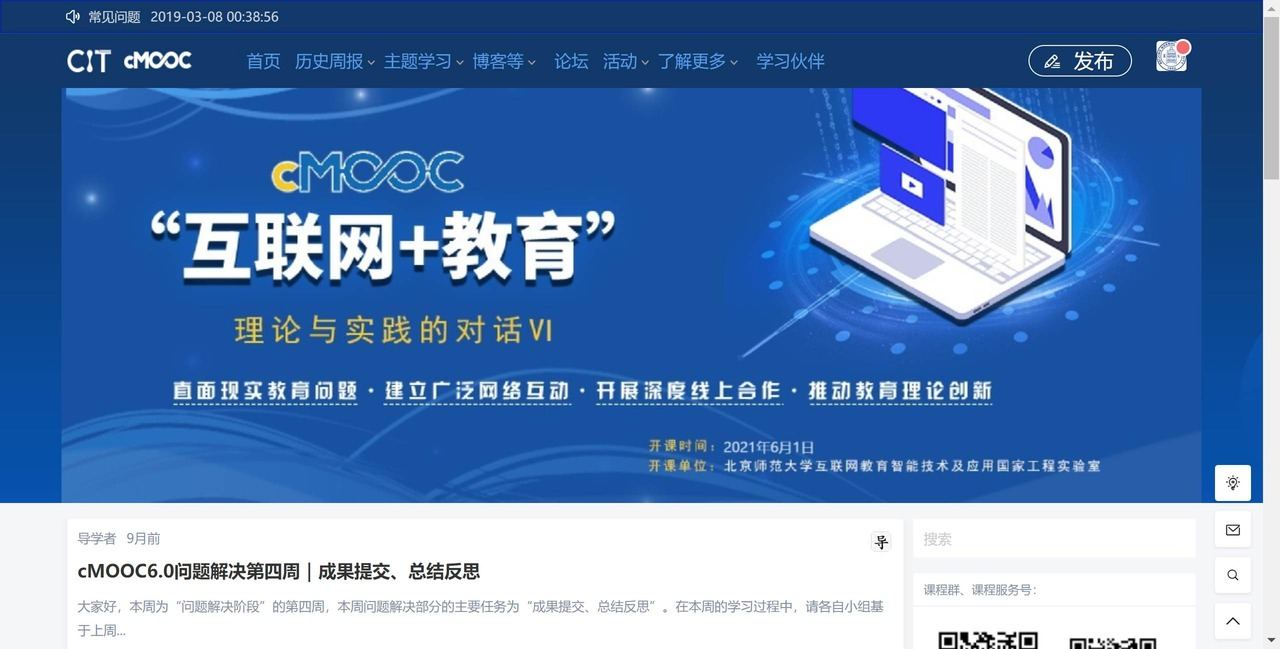 常见问题 2019-03-08 00:38:56
CIT cMOOC 首页 历史周报 主题学习 博客等 论坛 活动 了解更多 学习伙伴 发布
cMOOC
“互联网+教育”
理论与实践的对话VI
直面现实教育问题·建立广泛网络互动·开展深度线上合作·推动教育理论创新
开课时间：2021年6月1日
开课单位：北京师范大学互联网教育智能技术及应用国家工程实验室
导学者 9月前
导
cMOOC6.0问题解决第四周｜成果提交、总结反思
大家好，本周为“问题解决阶段”的第四周，本周问题解决部分的主要任务为“成果提交、总结反思”。在本周的学习过程中，请各自小组基
于上周...
搜索
课程群、课程服务号：